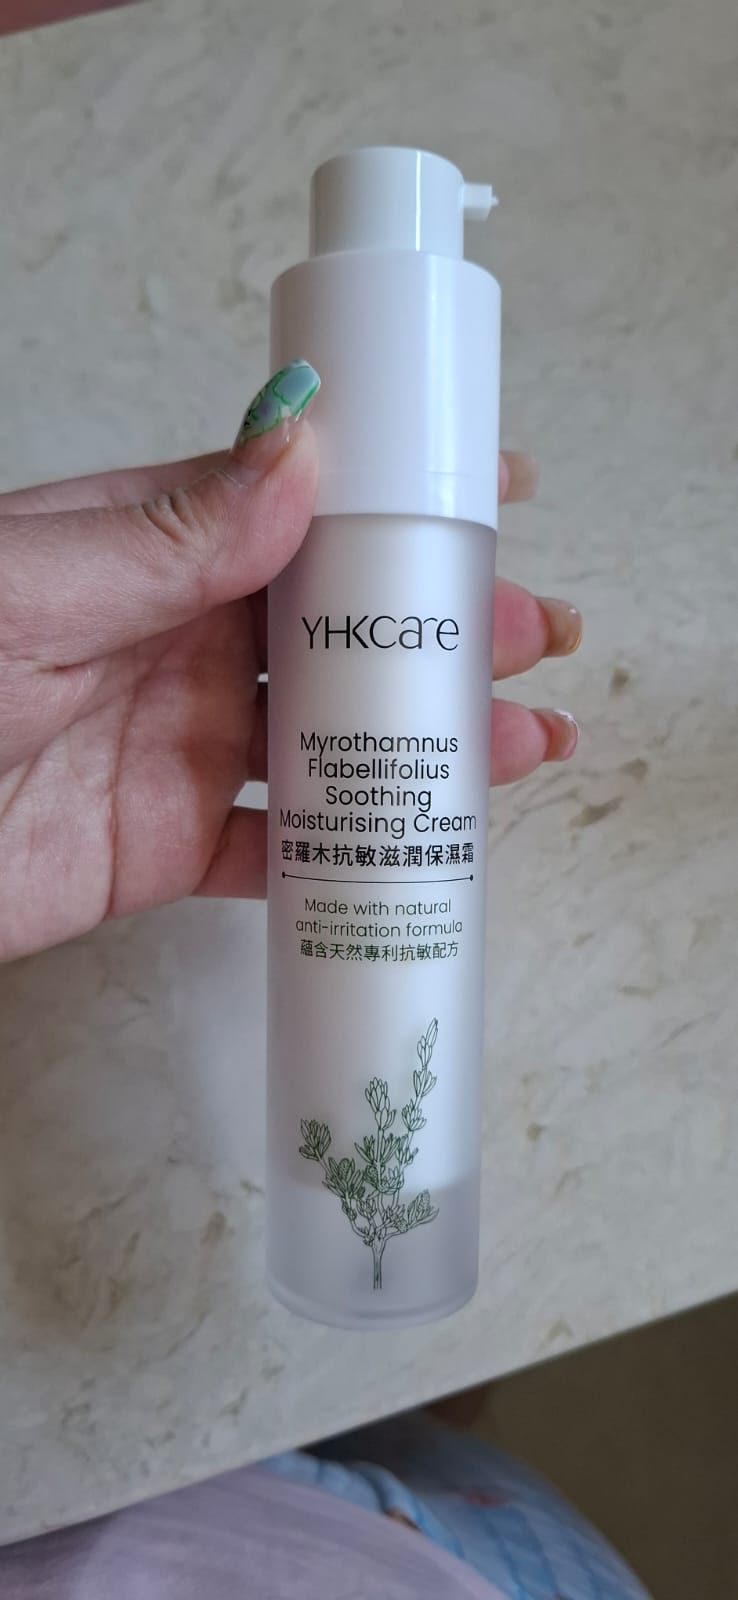 YHKCare
Myrothamnus
Flabellifolius
Soothing
Moisturising Cream
密羅木抗敏滋潤保濕霜
Made with natural
anti-irritation formula
蘊含天然專利抗敏配方